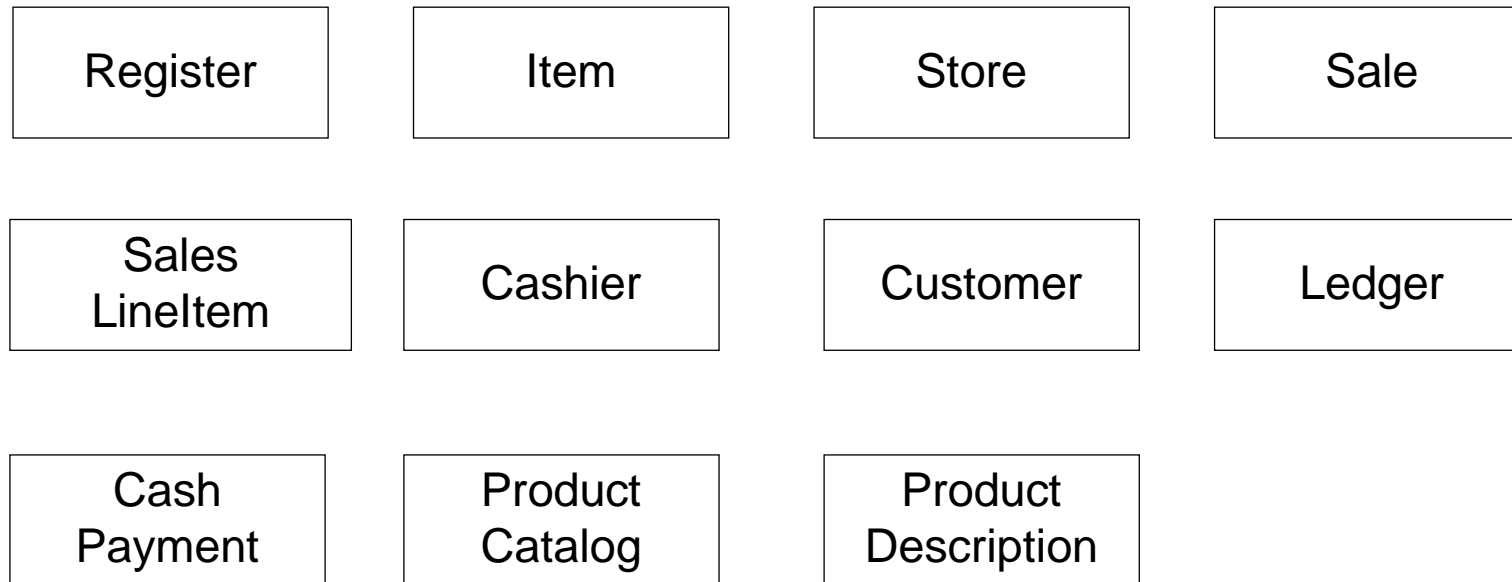 Register
Item
Store
Sale
Sales
LineItem
Cashier
Customer
Ledger
Cash
Payment
Product
Catalog
Product
Description